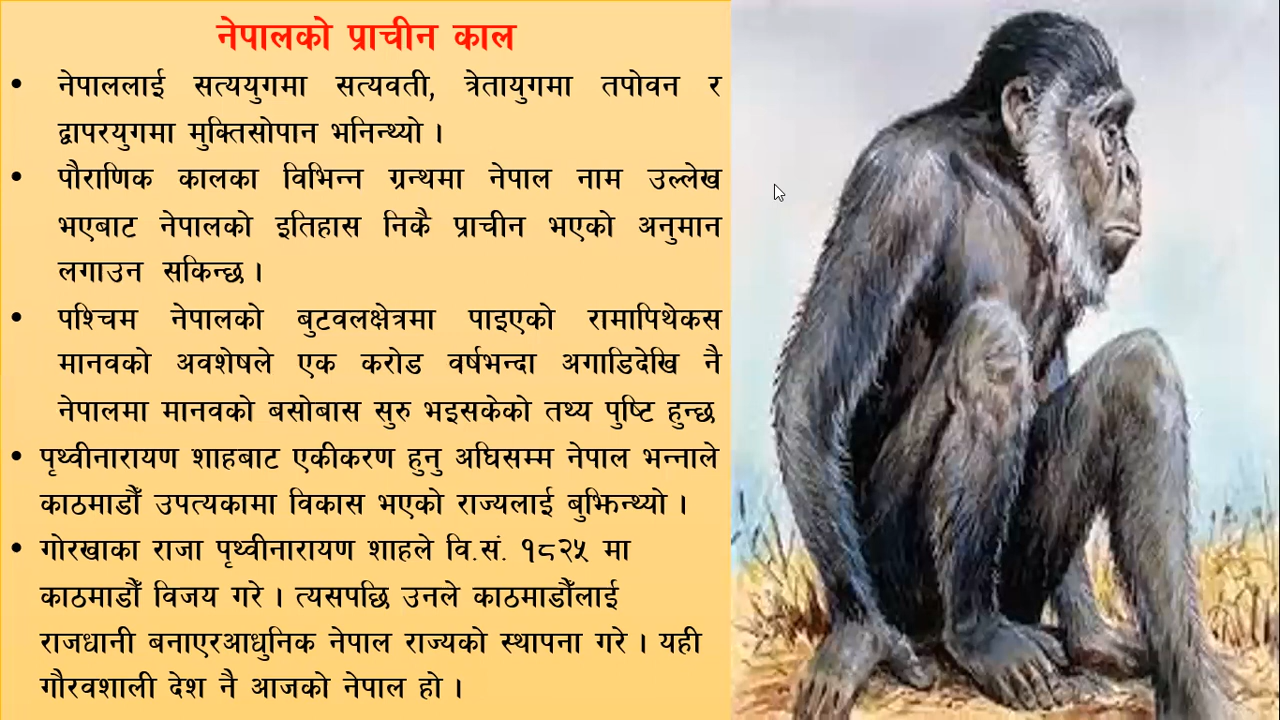 नेपालको प्राचीन काल
• नेपाललाई सत्ययुगमा सत्यवती, त्रेतायुगमा तपोवन र
द्वापरयुगमा मुक्तिसोपान भनिन्थ्यो ।
• पौराणिक कालका विभिन्न ग्रन्थमा नेपाल नाम उल्लेख
भएबाट नेपालको इतिहास निकै प्राचीन भएको अनुमान
लगाउन सकिन्छ ।
• पश्चिम नेपालको बुटवलक्षेत्रमा पाइएको रामापिथेकस
मानवको अवशेषले एक करोड वर्षभन्दा अगाडिदेखि नै
नेपालमा मानवको बसोबास सुरु भइसकेको तथ्य पुष्टि हुन्छ
• पृथ्वीनारायण शाहबाट एकीकरण हुनु अघिसम्म नेपाल भन्नाले
काठमाडौँ उपत्यकामा विकास भएको राज्यलाई बुझिन्थ्यो ।
• गोरखाका राजा पृथ्वीनारायण शाहले वि.सं. १८२५ मा
काठमाडौँ विजय गरे । त्यसपछि उनले काठमाडौँलाई
राजधानी बनाएरआधुनिक नेपाल राज्यको स्थापना गरे । यही
गौरवशाली देश नै आजको नेपाल हो ।